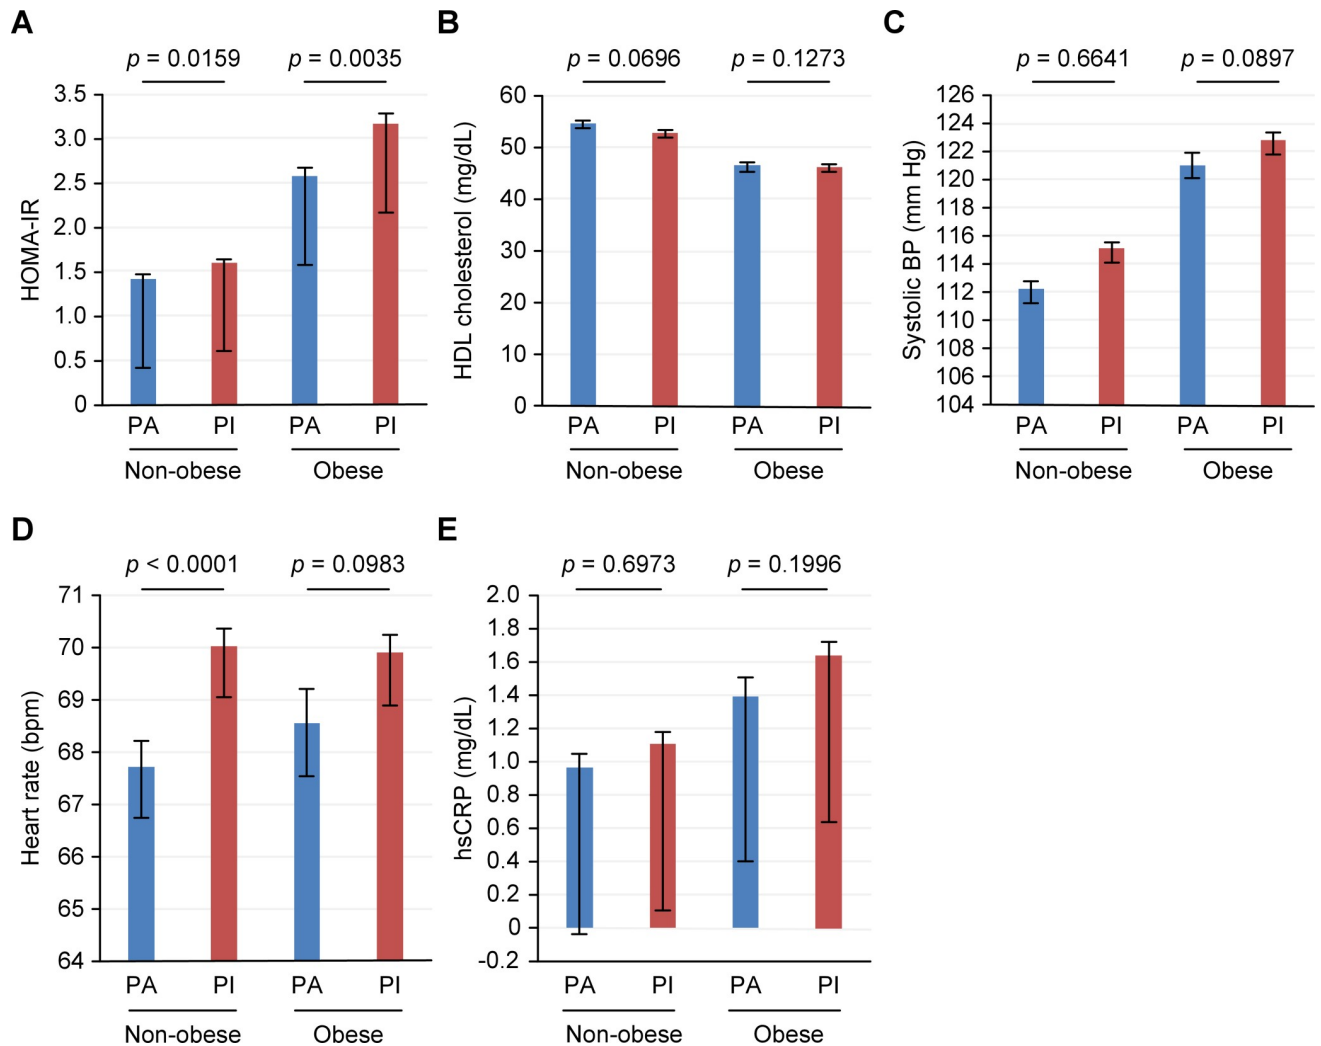 A
p = 0.0159 p = 0.0035
HOMA-IR
3.5
3.0
2.5
2.0
1.5
1.0
0.5
0
PA PI PA PI
Non-obese Obese
B
p = 0.0696 p = 0.1273
HDL cholesterol (mg/dL)
60
50
40
30
20
10
0
PA PI PA PI
Non-obese Obese
C
p = 0.6641 p = 0.0897
Systolic BP (mm Hg)
126
124
122
120
118
116
114
112
110
108
106
104
PA PI PA PI
Non-obese Obese
D
p < 0.0001 p = 0.0983
Heart rate (bpm)
71
70
69
68
67
66
65
64
PA PI PA PI
Non-obese Obese
E
p = 0.6973 p = 0.1996
hsCRP (mg/dL)
2.0
1.8
1.6
1.4
1.2
1.0
0.8
0.6
0.4
0.2
0
-0.2
PA PI PA PI
Non-obese Obese